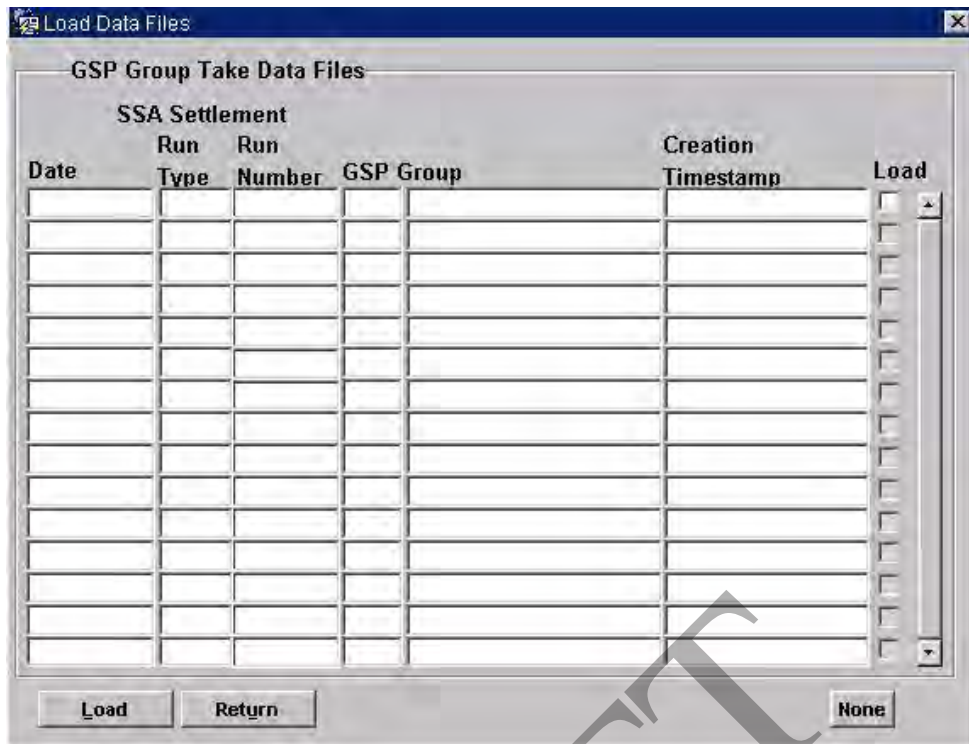 Load Data Files
GSP Group Take Data Files
SSA Settlement
Run Run Creation
Date Type Number GSP Group Timestamp Load
Load Return None